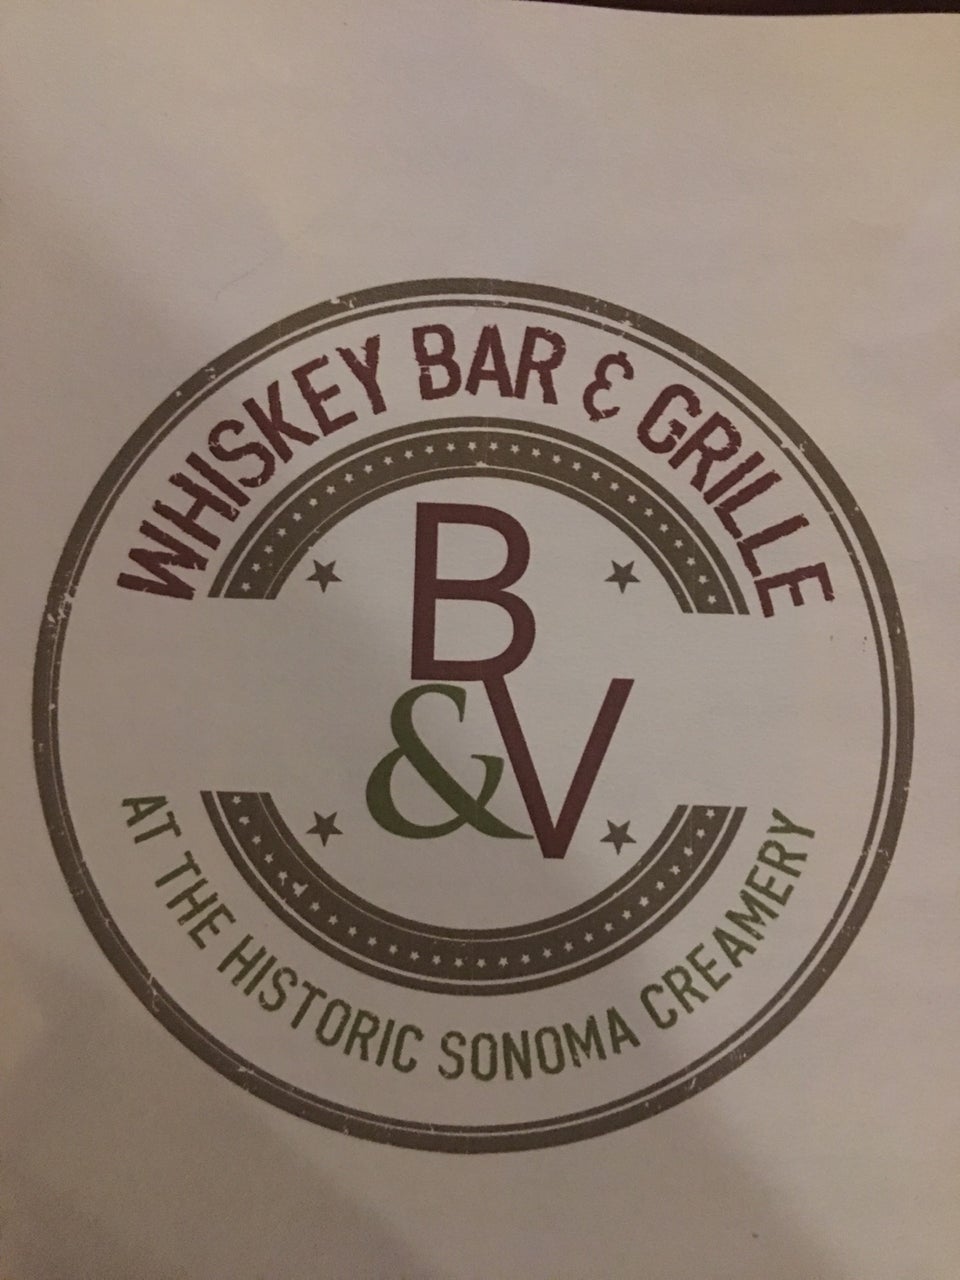 WHISKEY BAR & GRILLE
B
&V
AT THE HISTORIC SONOMA CREAMERY